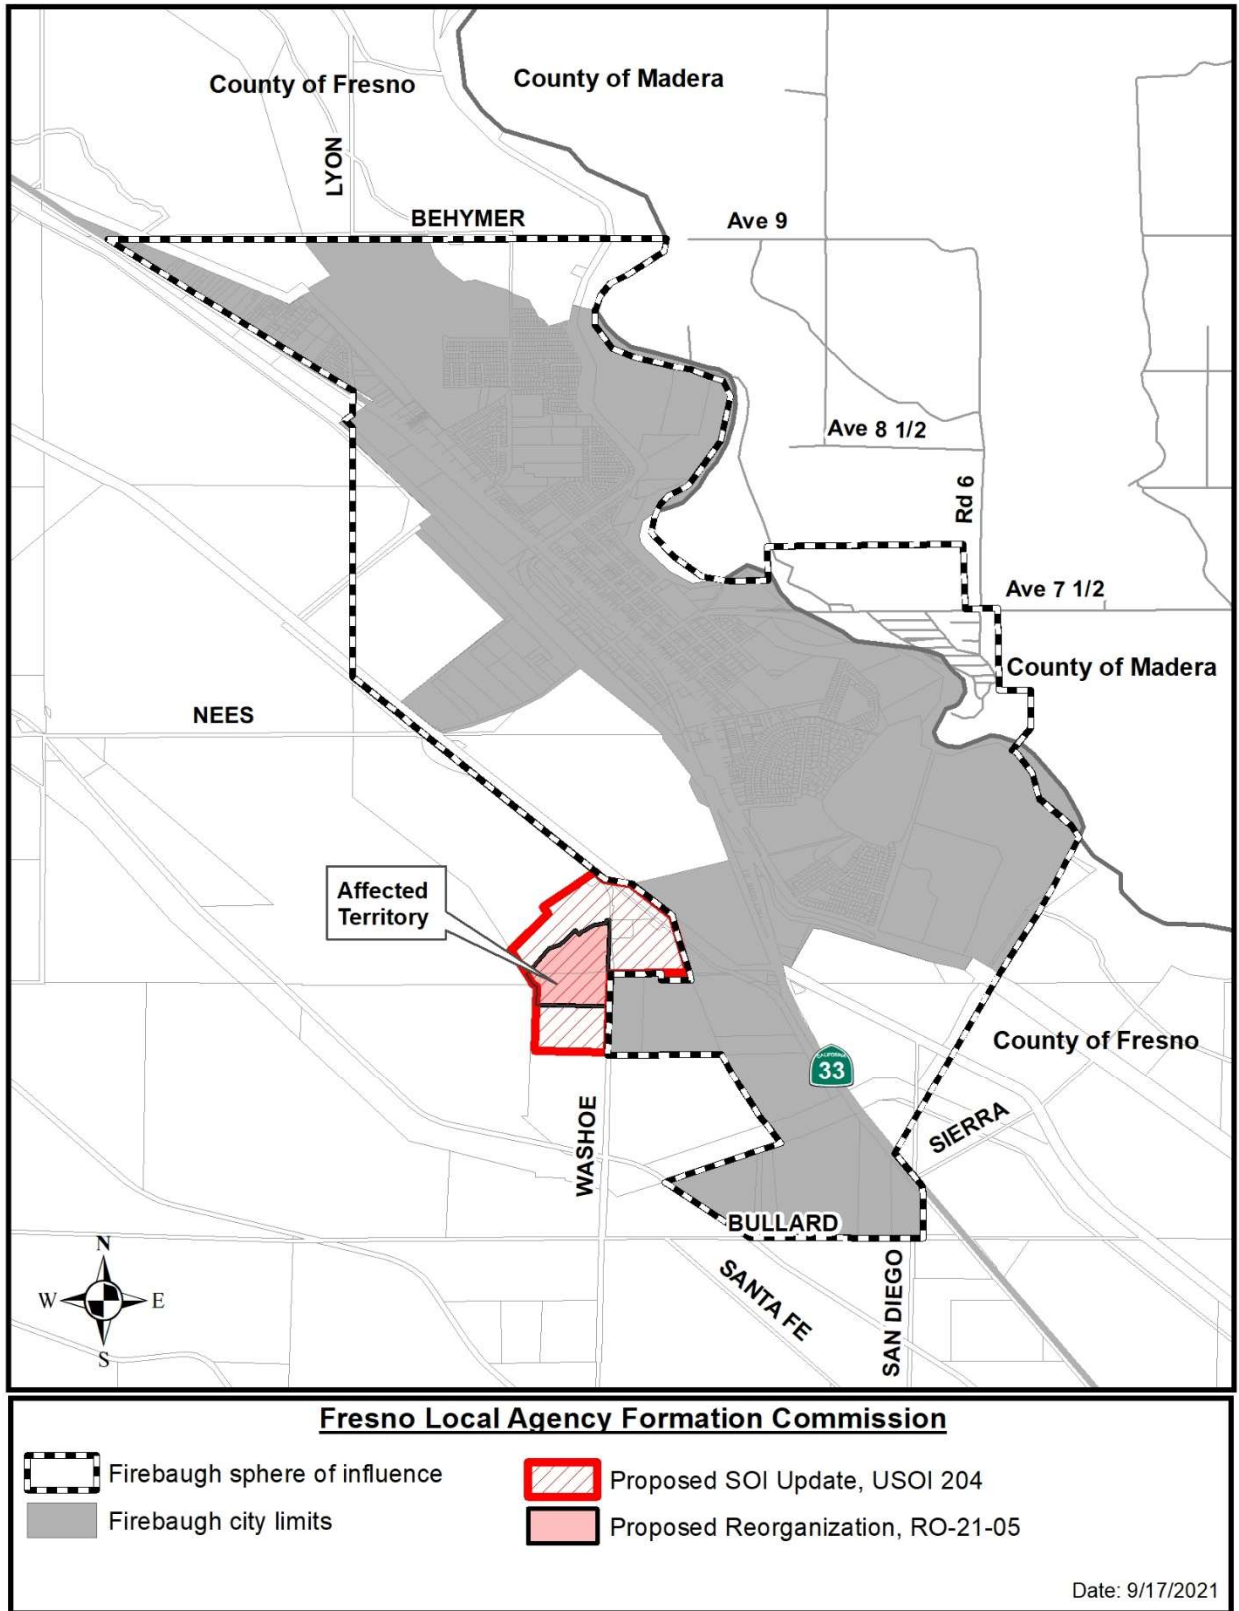 County of Fresno
County of Madera
LYON
BEHYMER
Ave 9
Ave 8 1/2
Rd 6
Ave 7 1/2
County of Madera
NEES
Affected
Territory
County of Fresno
CALIFORNIA
33
SIERRA
WASHOE
BULLARD
SANTA FE
SAN DIEGO
N
W E
S
Fresno Local Agency Formation Commission
Firebaugh sphere of influence
Proposed SOI Update, USOI 204
Firebaugh city limits
Proposed Reorganization, RO-21-05
Date: 9/17/2021